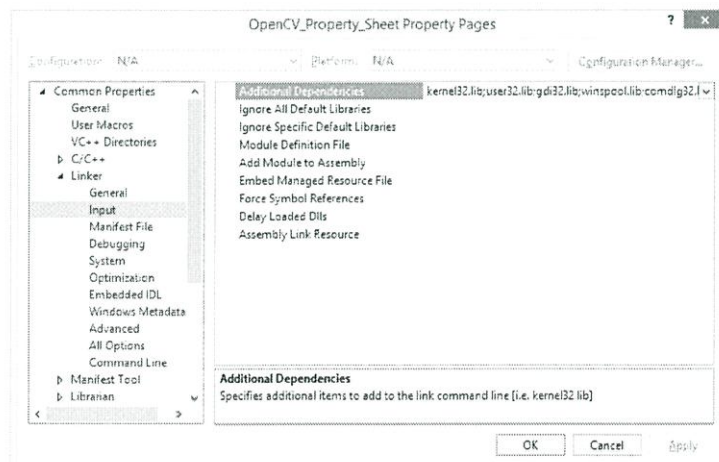 OpenCV_Property_Sheet Property Pages
? ×
Configuration: N/A Platform: N/A Configuration Manager...
Common Properties
General
User Macros
VC++ Directories
C/C++
Linker
General
Input
Manifest File
Debugging
System
Optimization
Embedded IDL
Windows Metadata
Advanced
All Options
Command Line
Manifest Tool
Librarian
Additional Dependencies kernel32.lib;user32.lib;gdi32.lib;winspool.lib;comdlg32.l
Ignore All Default Libraries
Ignore Specific Default Libraries
Module Definition File
Add Module to Assembly
Embed Managed Resource File
Force Symbol References
Delay Loaded Dlls
Assembly Link Resource
Additional Dependencies
Specifies additional items to add to the link command line [i.e. kernel32.lib]
OK Cancel Apply